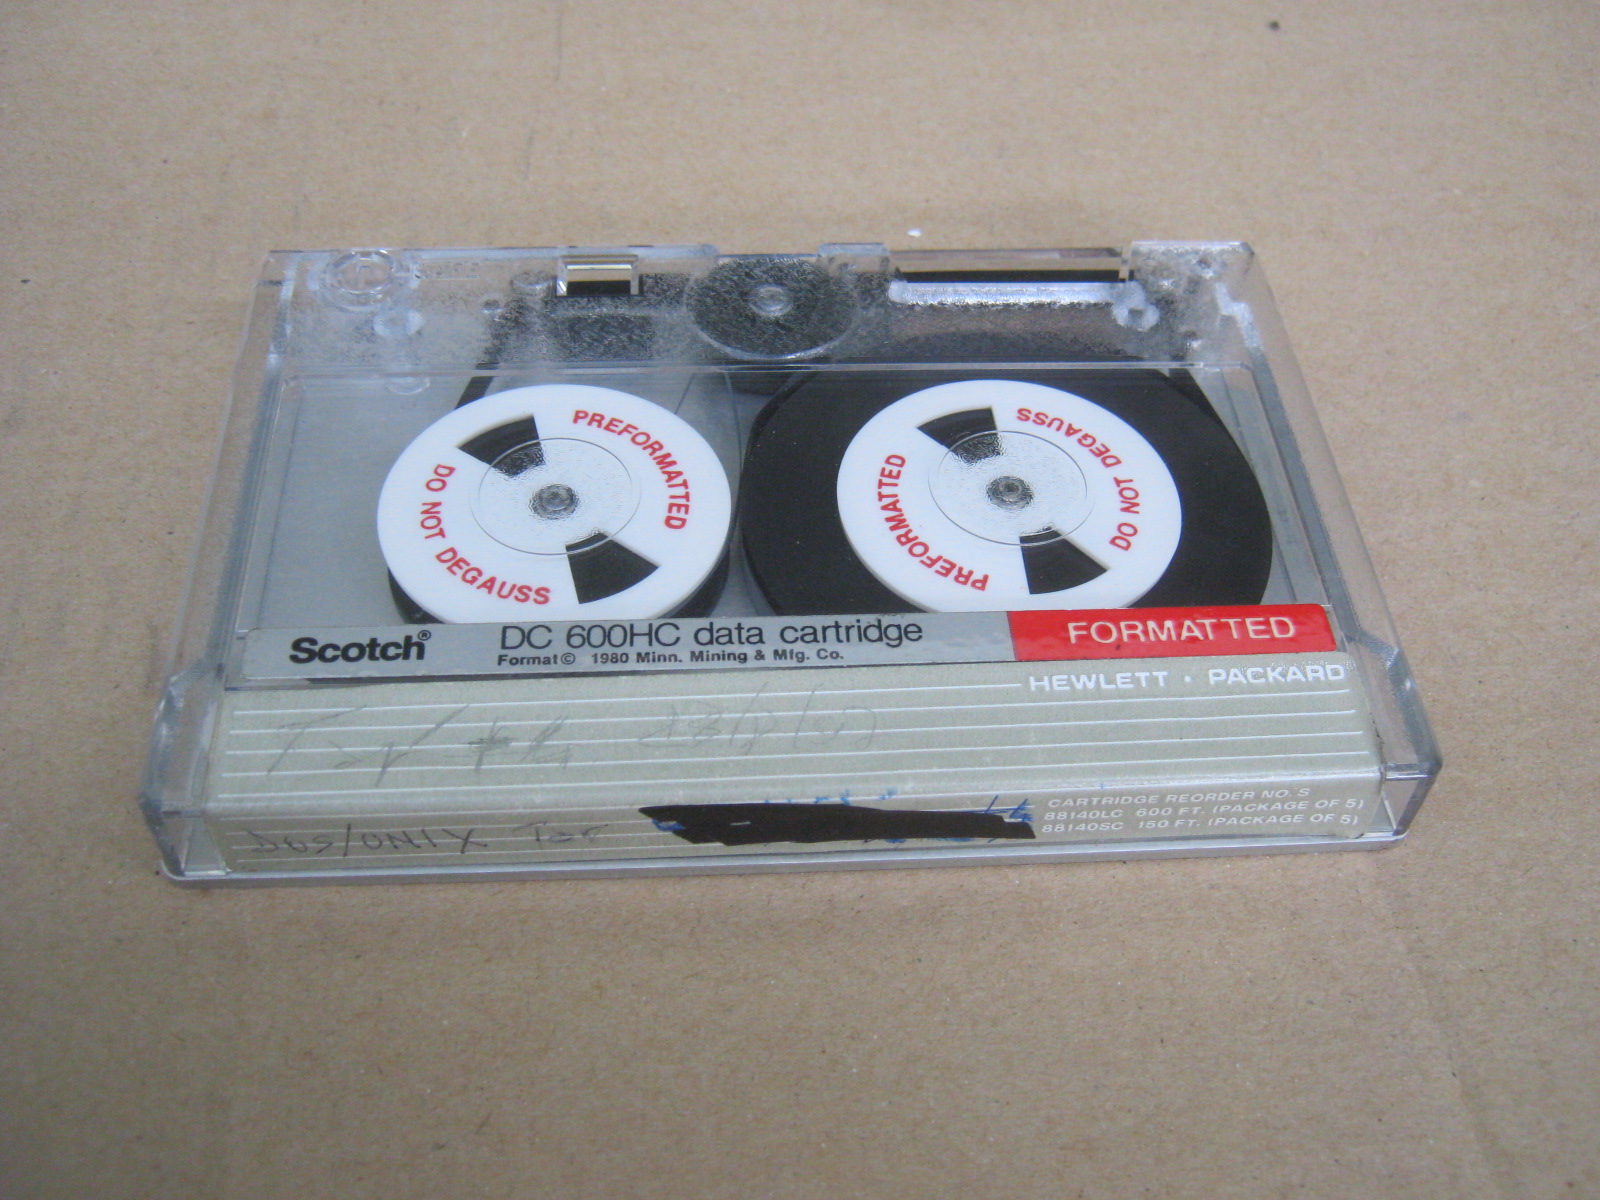 PREFORMATTED
DO NOT DEGAUSS
PREFORMATTED
DO NOT DEGAUSS
Scotch® DC 600HC data cartridge FORMATTED
Format© 1980 Minn. Mining & Mfg. Co.
HEWLETT · PACKARD
DOS/UNIX Tar
CARTRIDGE REORDER NO. S
88140LC 600 FT. (PACKAGE OF 5)
88140SC 150 FT. (PACKAGE OF 5)